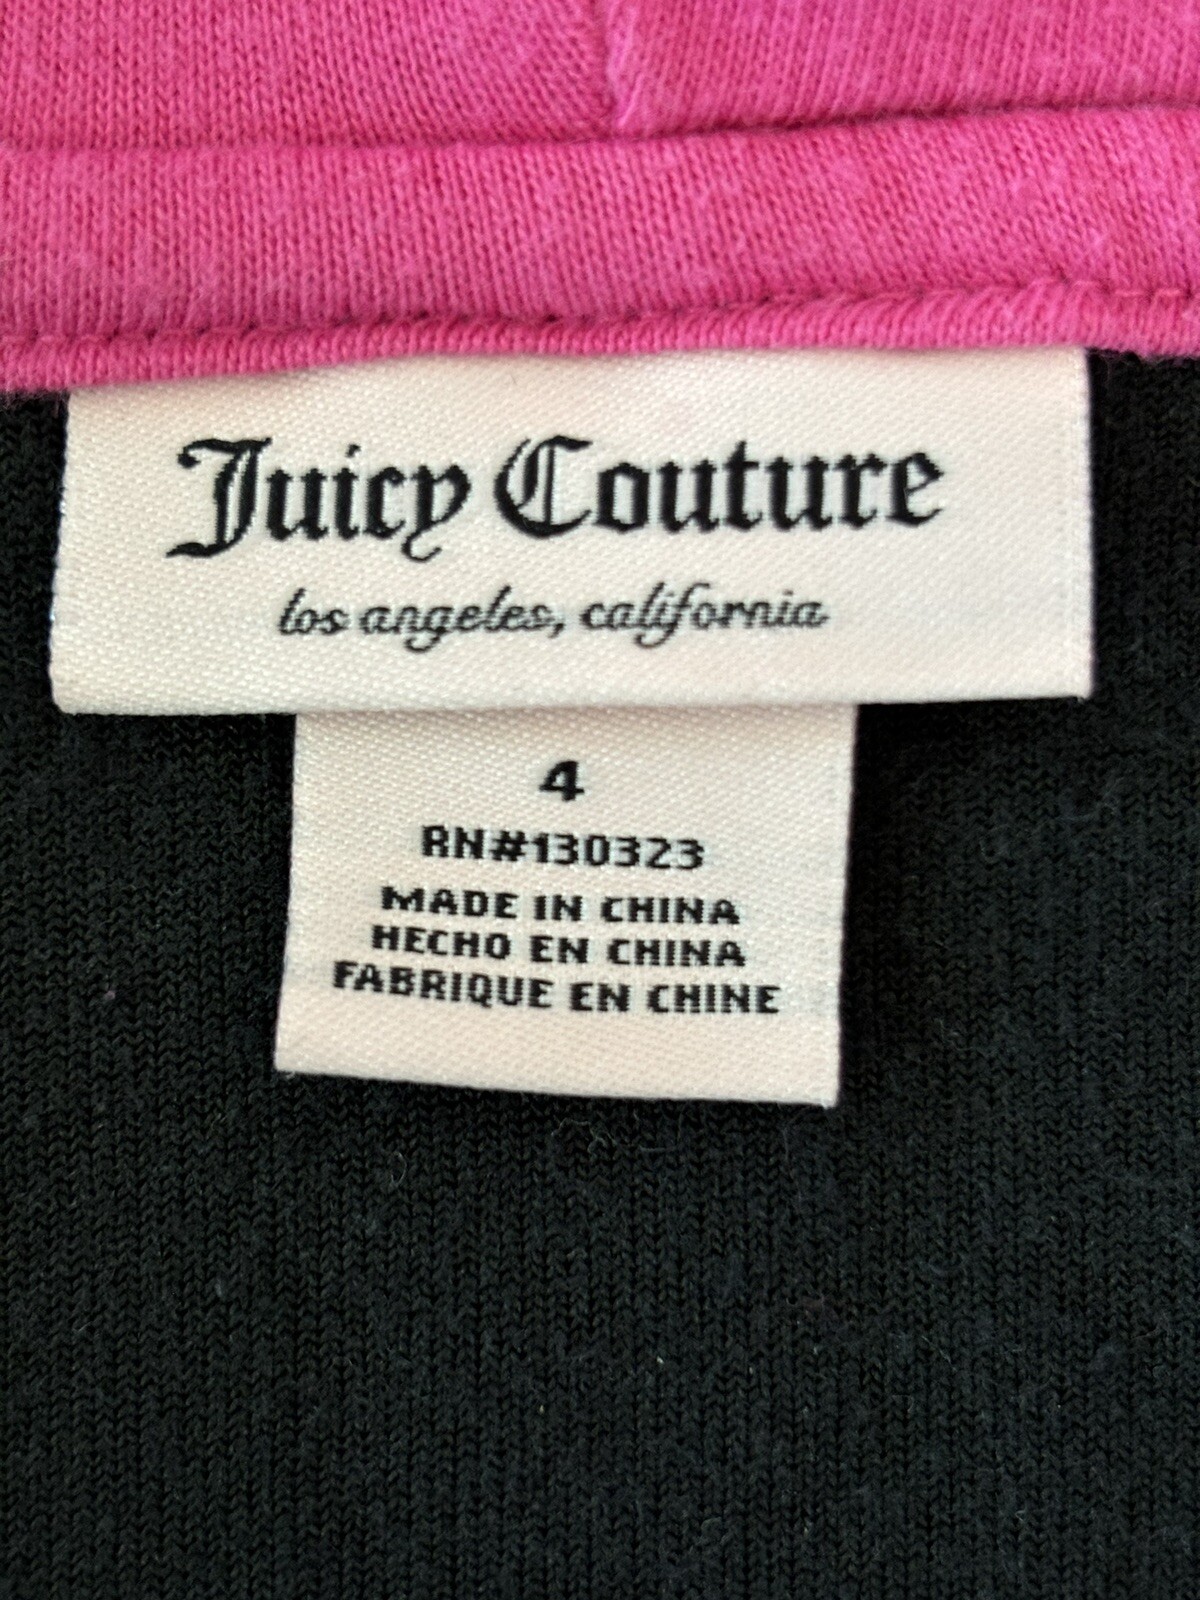 Juicy Couture
los angeles, california
4
RN#130323
MADE IN CHINA
HECHO EN CHINA
FABRIQUE EN CHINE